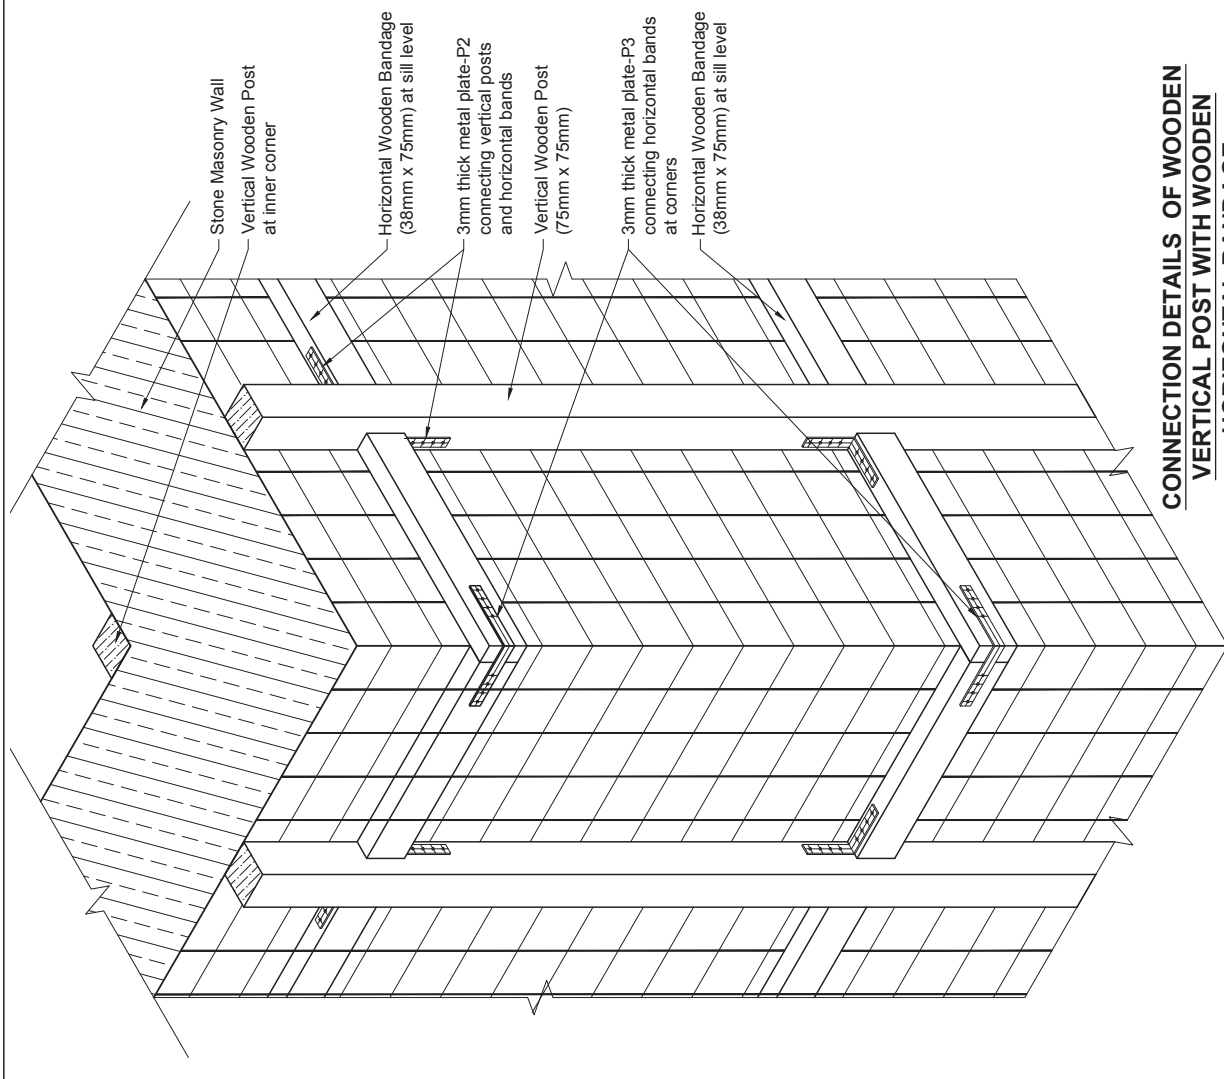 Stone Masonry Wall
Vertical Wooden Post
at inner corner
Horizontal Wooden Bandage
(38mm x 75mm) at sill level
3mm thick metal plate-P2
connecting vertical posts
and horizontal bands
Vertical Wooden Post
(75mm x 75mm)
3mm thick metal plate-P3
connecting horizontal bands
at corners
Horizontal Wooden Bandage
(38mm x 75mm) at sill level
CONNECTION DETAILS OF WOODEN
VERTICAL POST WITH WOODEN